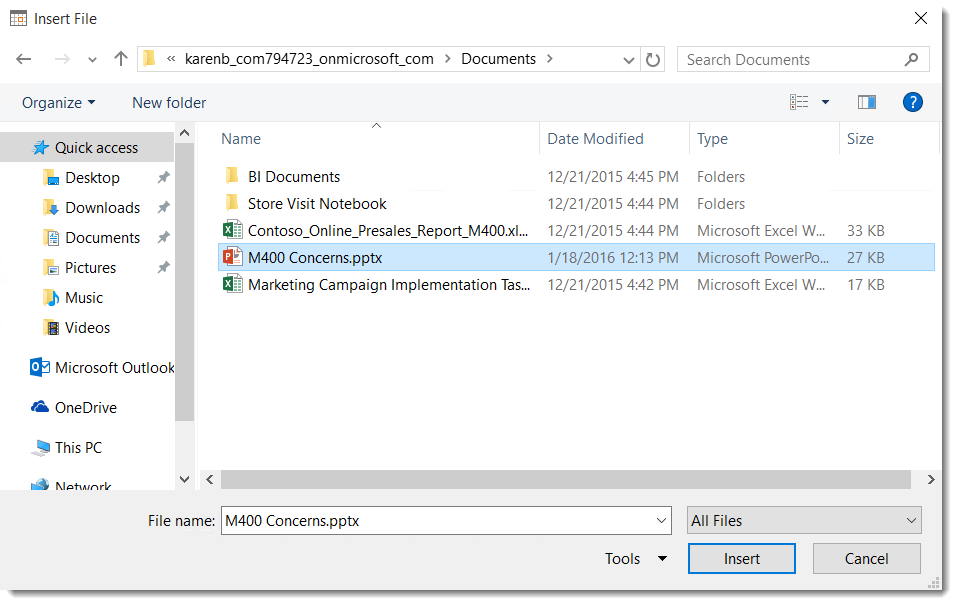 Insert File
« karenb_com794723_onmicrosoft_com > Documents >
Search Documents
Organize
New folder
?
Name Date Modified Type Size
Quick access
Desktop
Downloads
Documents
Pictures
Music
Videos
Microsoft Outlook
OneDrive
This PC
Network
BI Documents 12/21/2015 4:45 PM Folders
Store Visit Notebook 12/21/2015 4:44 PM Folders
Contoso_Online_Presales_Report_M400.xl... 12/21/2015 4:44 PM Microsoft Excel W... 33 KB
M400 Concerns.pptx 1/18/2016 12:13 PM Microsoft PowerPo... 27 KB
Marketing Campaign Implementation Tas... 12/21/2015 4:42 PM Microsoft Excel W... 17 KB
File name: M400 Concerns.pptx All Files
Tools Insert Cancel